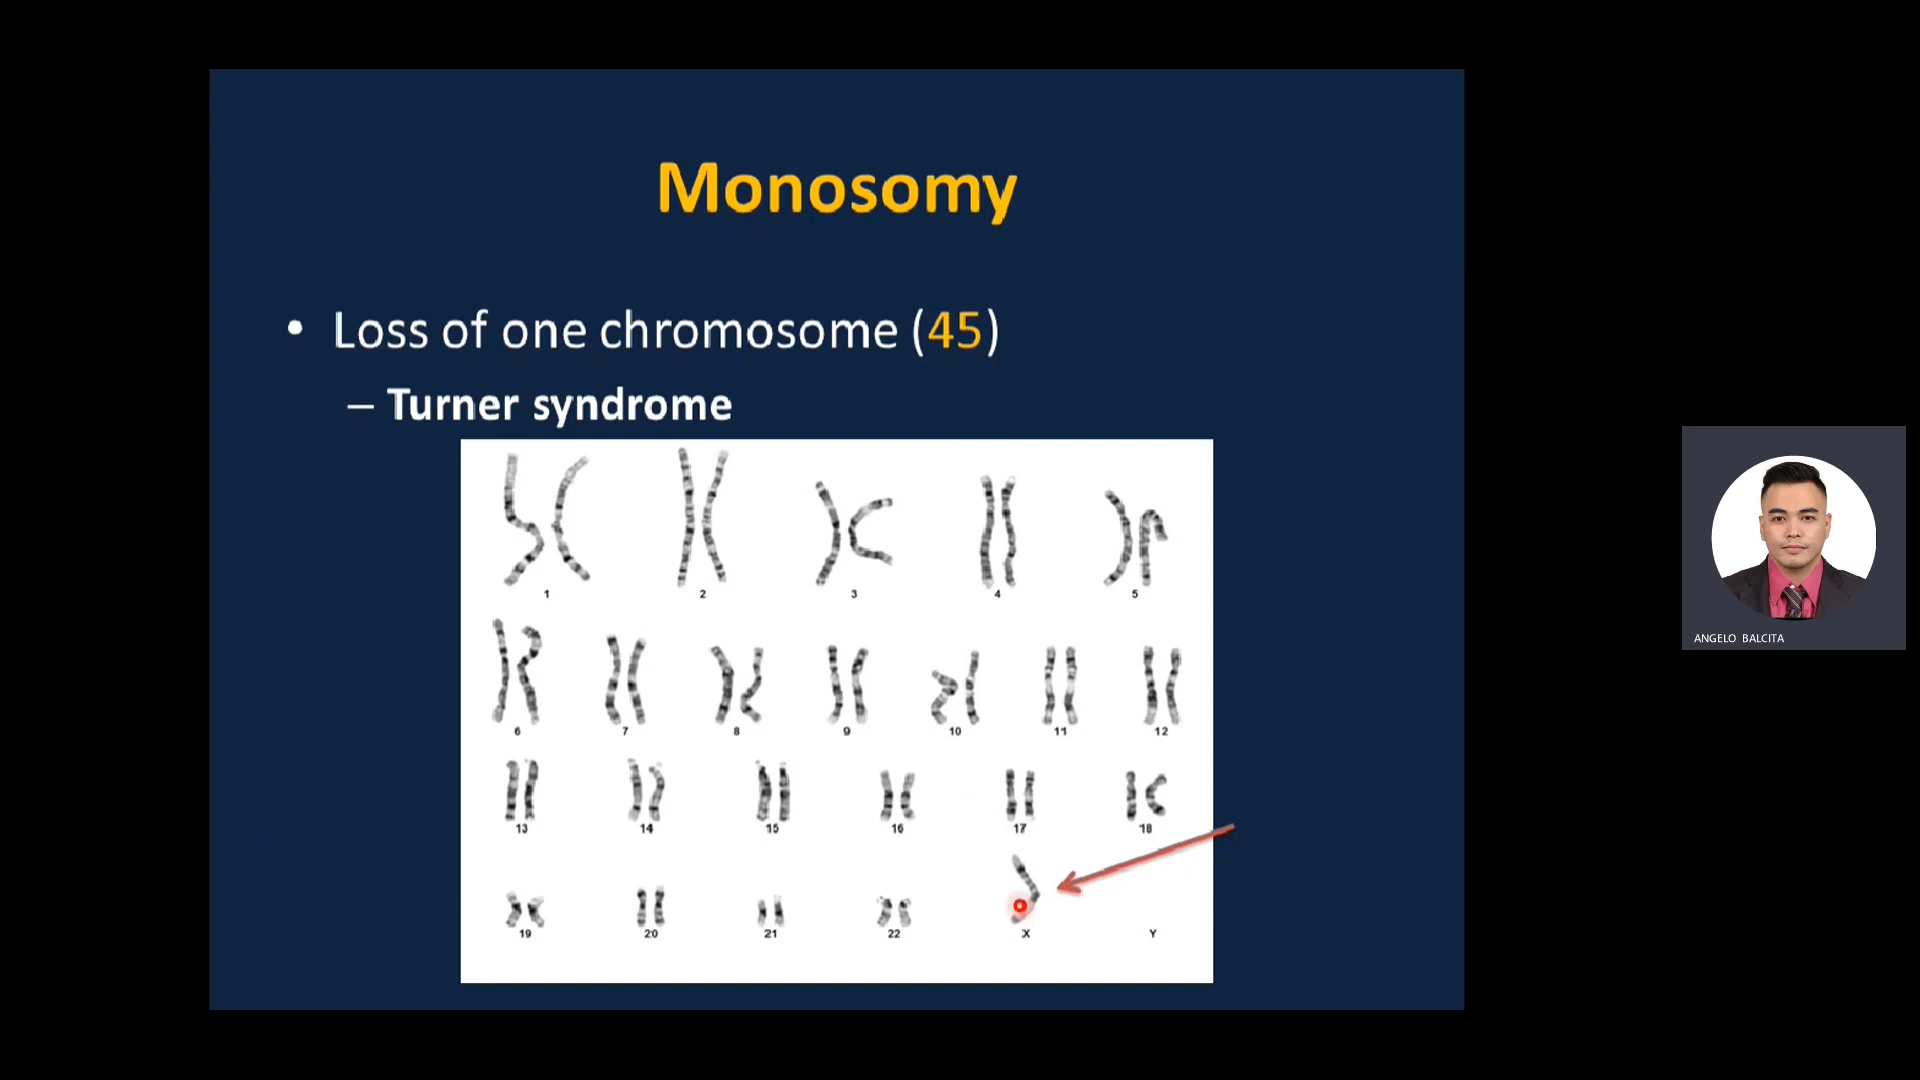 Monosomy
• Loss of one chromosome (45)
– Turner syndrome
1 2 3 4 5
6 7 8 9 10 11 12
13 14 15 16 17 18
19 20 21 22 X Y
ANGELO BALCITA